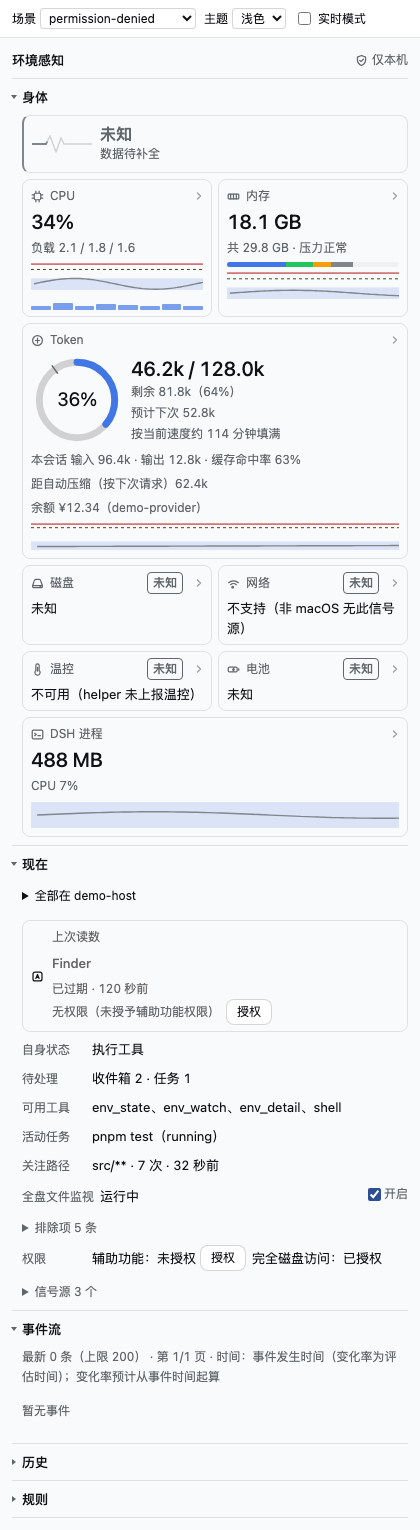 场景 permission-denied 主题 浅色 实时模式
环境感知 仅本机
身体
未知
数据待补全
CPU
34%
负载 2.1 / 1.8 / 1.6
内存
18.1 GB
共 29.8 GB · 压力正常
Token
36%
46.2k / 128.0k
剩余 81.8k（64%）
预计下次 52.8k
按当前速度约 114 分钟填满
本会话 输入 96.4k · 输出 12.8k · 缓存命中率 63%
距自动压缩（按下次请求）62.4k
余额 ¥12.34（demo-provider）
磁盘 未知
未知
网络 未知
不支持（非 macOS 无此信号
源）
温控 未知
不可用（helper 未上报温控）
电池 未知
未知
DSH 进程
488 MB
CPU 7%
现在
全部在 demo-host
上次读数
Finder
已过期 · 120 秒前
无权限（未授予辅助功能权限） 授权
自身状态 执行工具
待处理 收件箱 2 · 任务 1
可用工具 env_state、env_watch、env_detail、shell
活动任务 pnpm test（running）
关注路径 src/** · 7 次 · 32 秒前
全盘文件监视 运行中 开启
排除项 5 条
权限 辅助功能：未授权 授权 完全磁盘访问：已授权
信号源 3 个
事件流
最新 0 条（上限 200） · 第 1/1 页 · 时间：事件发生时间（变化率为评
估时间）；变化率预计从事件时间起算
暂无事件
历史
规则